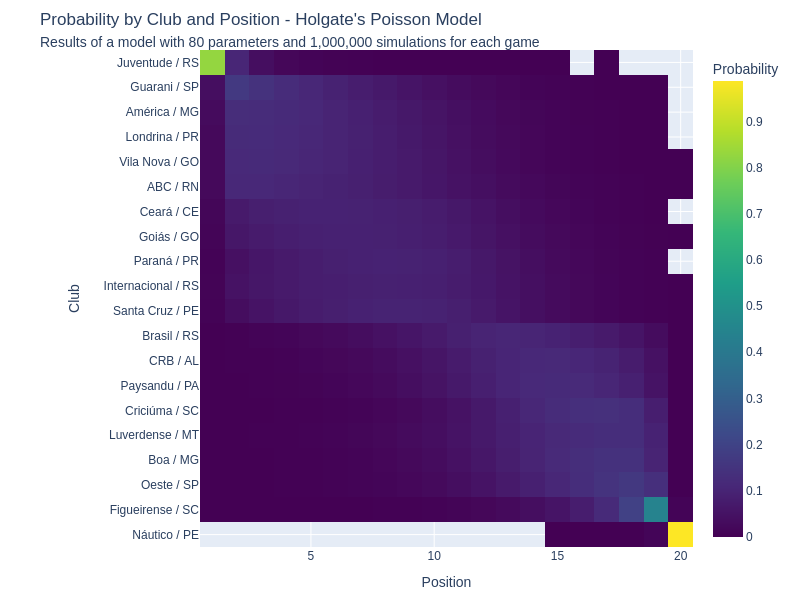 Probability by Club and Position - Holgate's Poisson Model
Results of a model with 80 parameters and 1,000,000 simulations for each game
Probability
Club
Juventude / RS
Guarani / SP
América / MG
Londrina / PR
Vila Nova / GO
ABC / RN
Ceará / CE
Goiás / GO
Paraná / PR
Internacional / RS
Santa Cruz / PE
Brasil / RS
CRB / AL
Paysandu / PA
Criciúma / SC
Luverdense / MT
Boa / MG
Oeste / SP
Figueirense / SC
Náutico / PE
5
10
15
20
Position
0.9
0.8
0.7
0.6
0.5
0.4
0.3
0.2
0.1
0